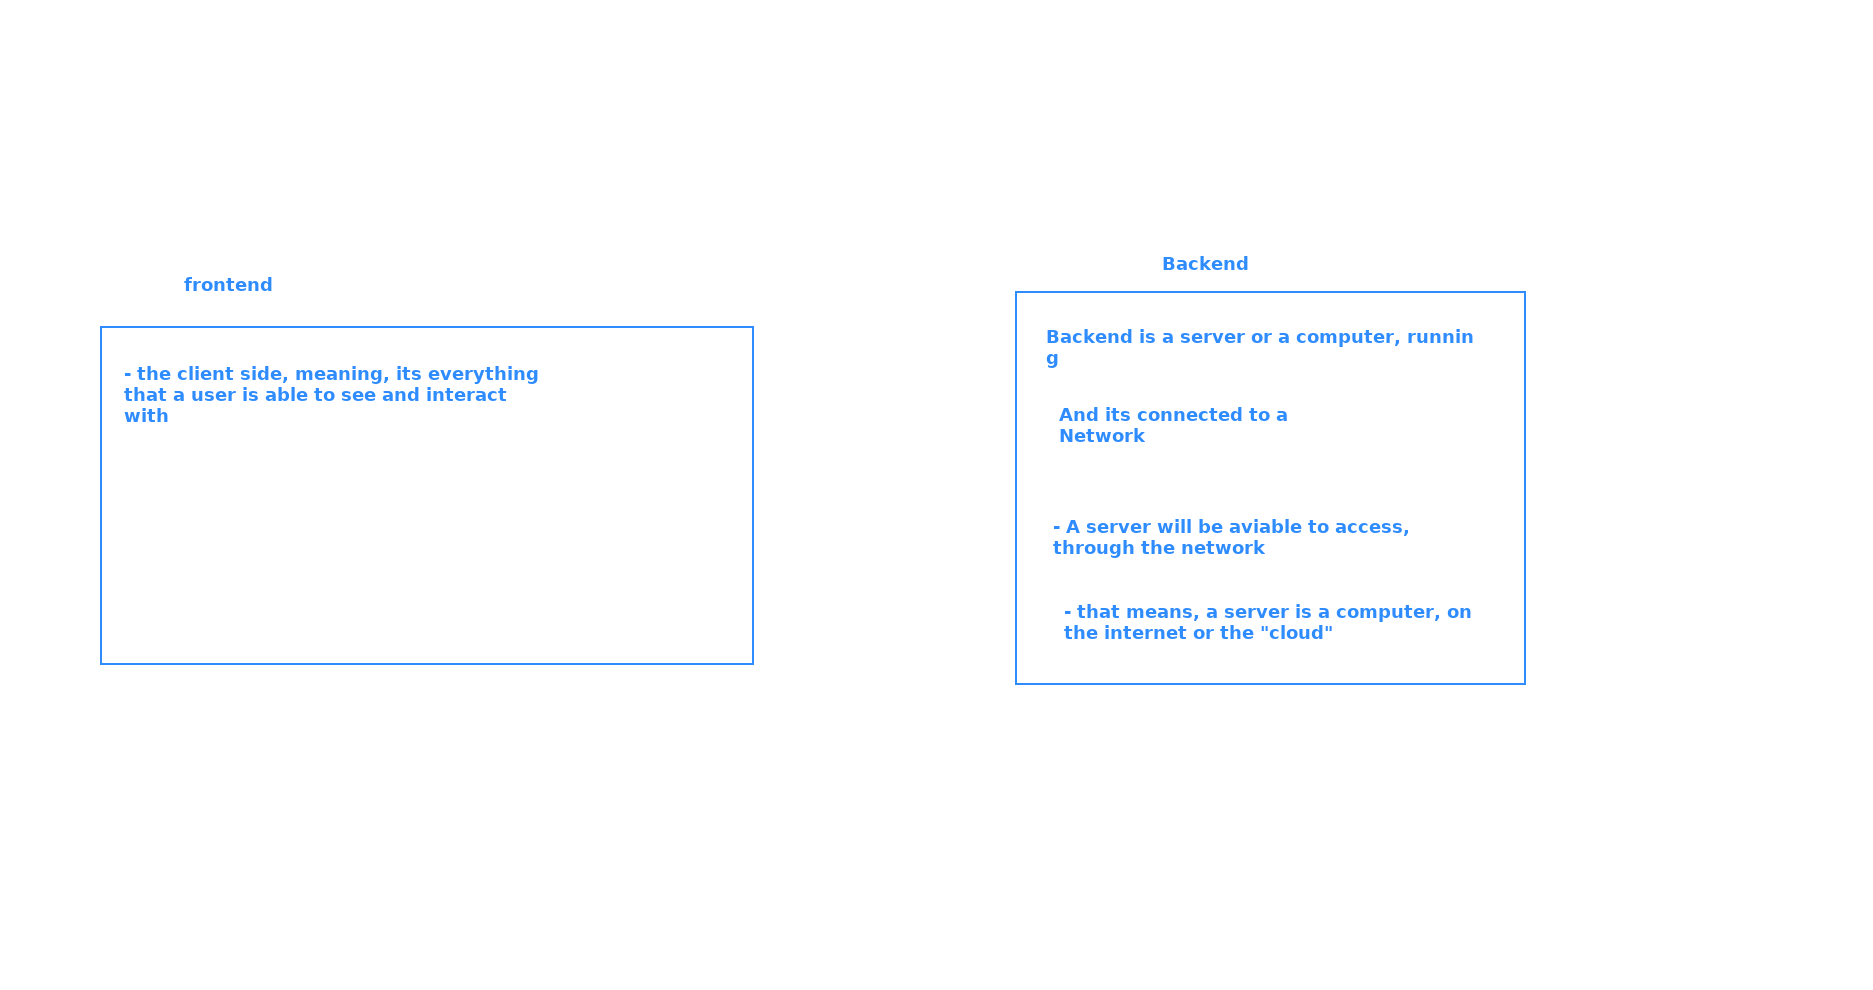 frontend
- the client side, meaning, its everything
that a user is able to see and interact
with
Backend
Backend is a server or a computer, runnin
g
And its connected to a
Network
- A server will be aviable to access,
through the network
- that means, a server is a computer, on
the internet or the "cloud"